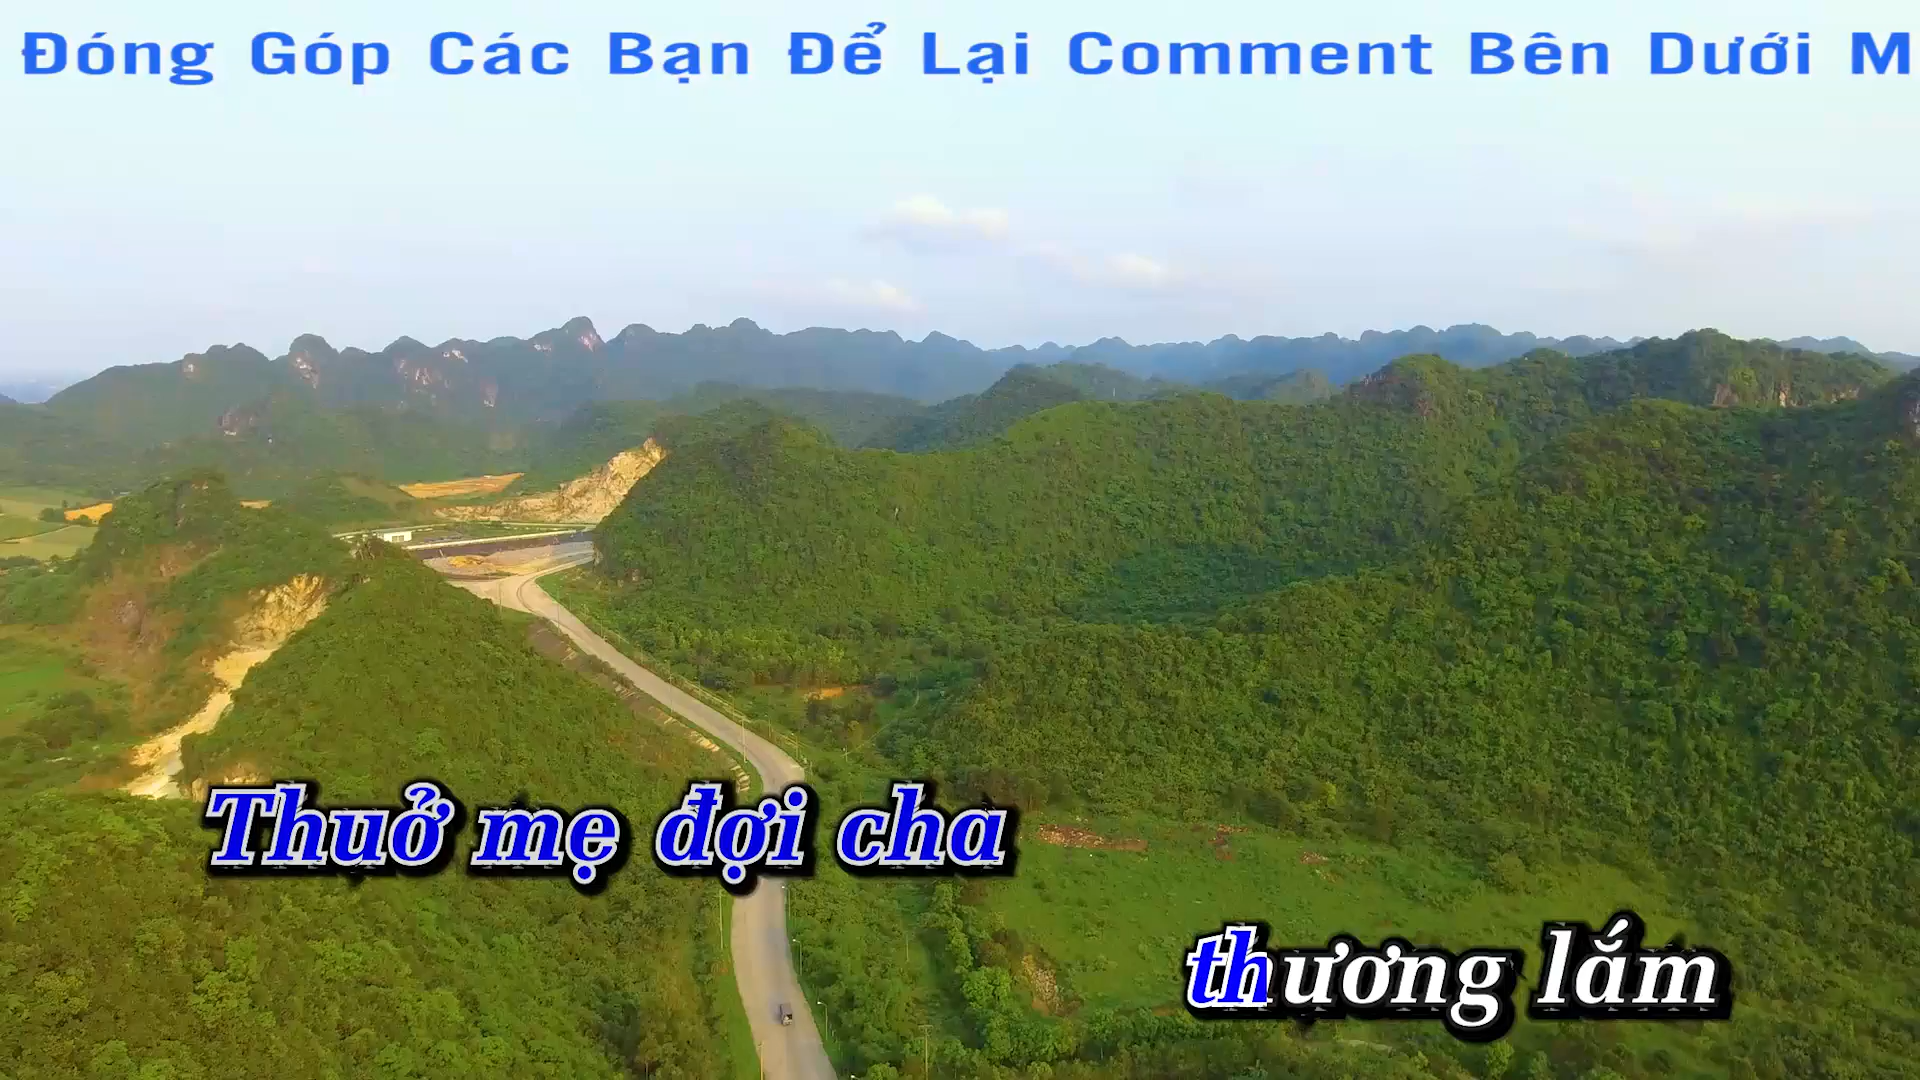 Đóng Góp Các Bạn Để Lại Comment Bên Dưới M
Thuở mẹ đợi cha
thương lắm